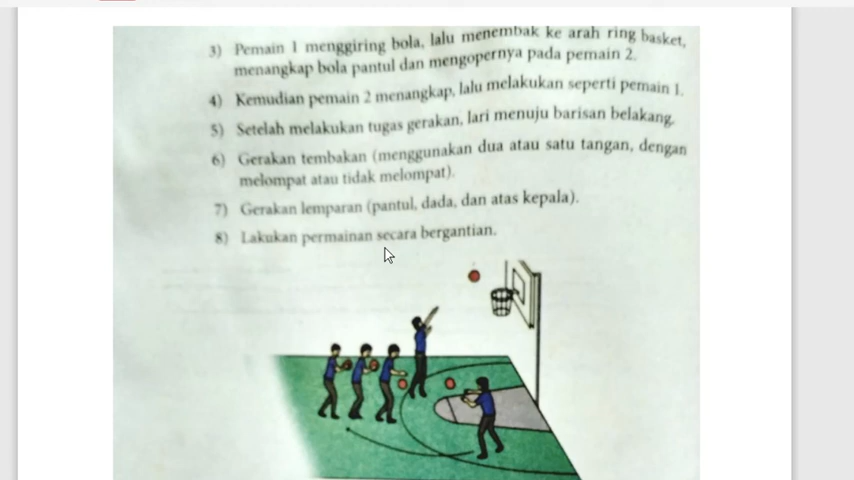 3) Pemain 1 menggiring bola, lalu menembak ke arah ring basket,
menangkap bola pantul dan mengopernya pada pemain 2.
4) Kemudian pemain 2 menangkap, lalu melakukan seperti pemain 1.
5) Setelah melakukan tugas gerakan, lari menuju barisan belakang.
6) Gerakan tembakan (menggunakan dua atau satu tangan, dengan
melompat atau tidak melompat).
7) Gerakan lemparan (pantul, dada, dan atas kepala).
8) Lakukan permainan secara bergantian.